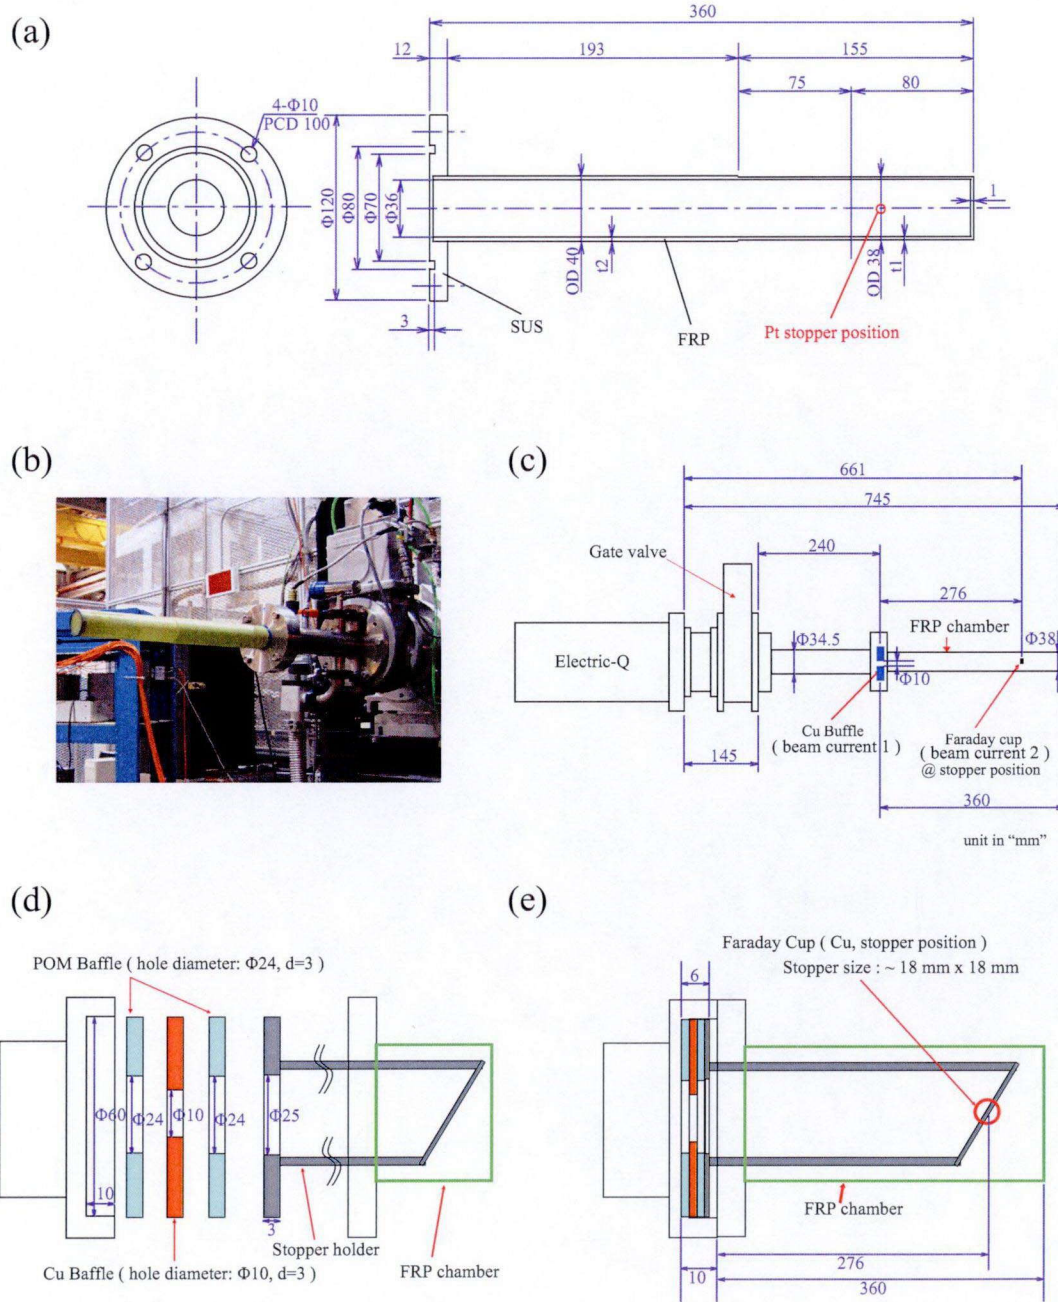 (a)
360
12
193
155
75
80
4-Φ10
PCD 100
Φ120
Φ80
Φ70
Φ36
OD 40
t2
OD 38
t1
1
3
SUS
FRP
Pt stopper position
(b)
(c)
661
745
Gate valve
240
276
FRP chamber
Φ34.5
Φ38
Electric-Q
Φ10
Cu Buffle
( beam current 1 )
Faraday cup
( beam current 2 )
@ stopper position
145
360
unit in “mm”
(d)
POM Baffle ( hole diameter: Φ24, d=3 )
Φ60
Φ24
Φ10
Φ24
Φ25
10
3
Stopper holder
Cu Baffle ( hole diameter: Φ10, d=3 )
FRP chamber
(e)
Faraday Cup ( Cu, stopper position )
Stopper size : ~ 18 mm x 18 mm
6
FRP chamber
276
10
360